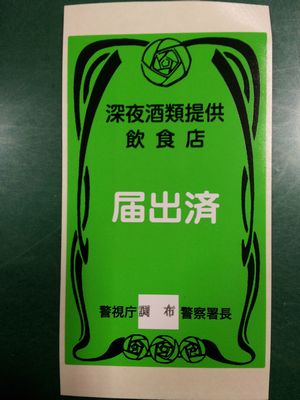 深夜酒類提供
飲食店
届出済
警視庁調布警察署長